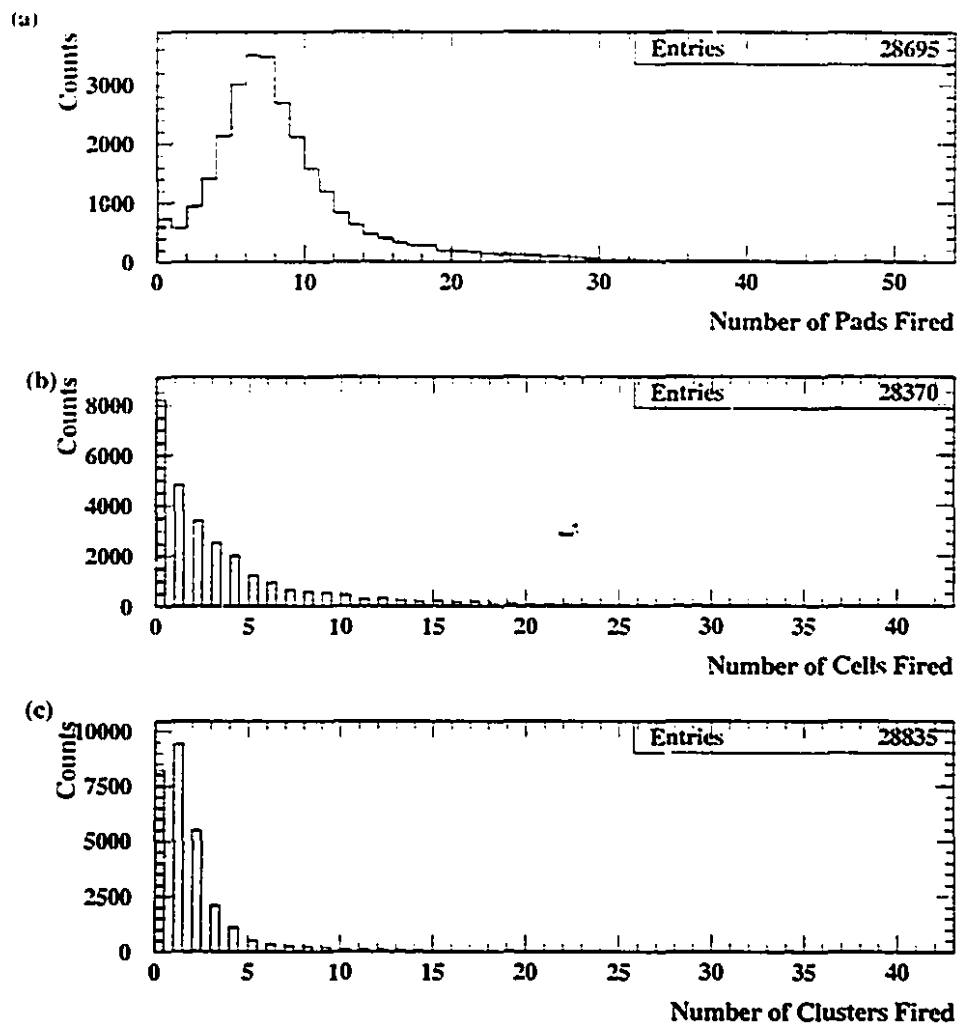 (a)
Counts
Entries 28695
3000
2000
1000
0
0 10 20 30 40 50
Number of Pads Fired
(b)
Counts
Entries 28370
8000
6000
4000
2000
0
0 5 10 15 20 25 30 35 40
Number of Cells Fired
(c)
Counts
Entries 28835
10000
7500
5000
2500
0
0 5 10 15 20 25 30 35 40
Number of Clusters Fired